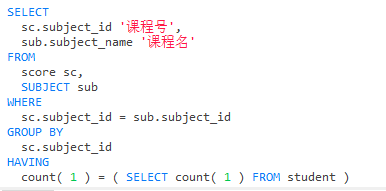 SELECT
sc.subject_id '课程号',
sub.subject_name '课程名'
FROM
score sc,
SUBJECT sub
WHERE
sc.subject_id = sub.subject_id
GROUP BY
sc.subject_id
HAVING
count( 1 ) = ( SELECT count( 1 ) FROM student )